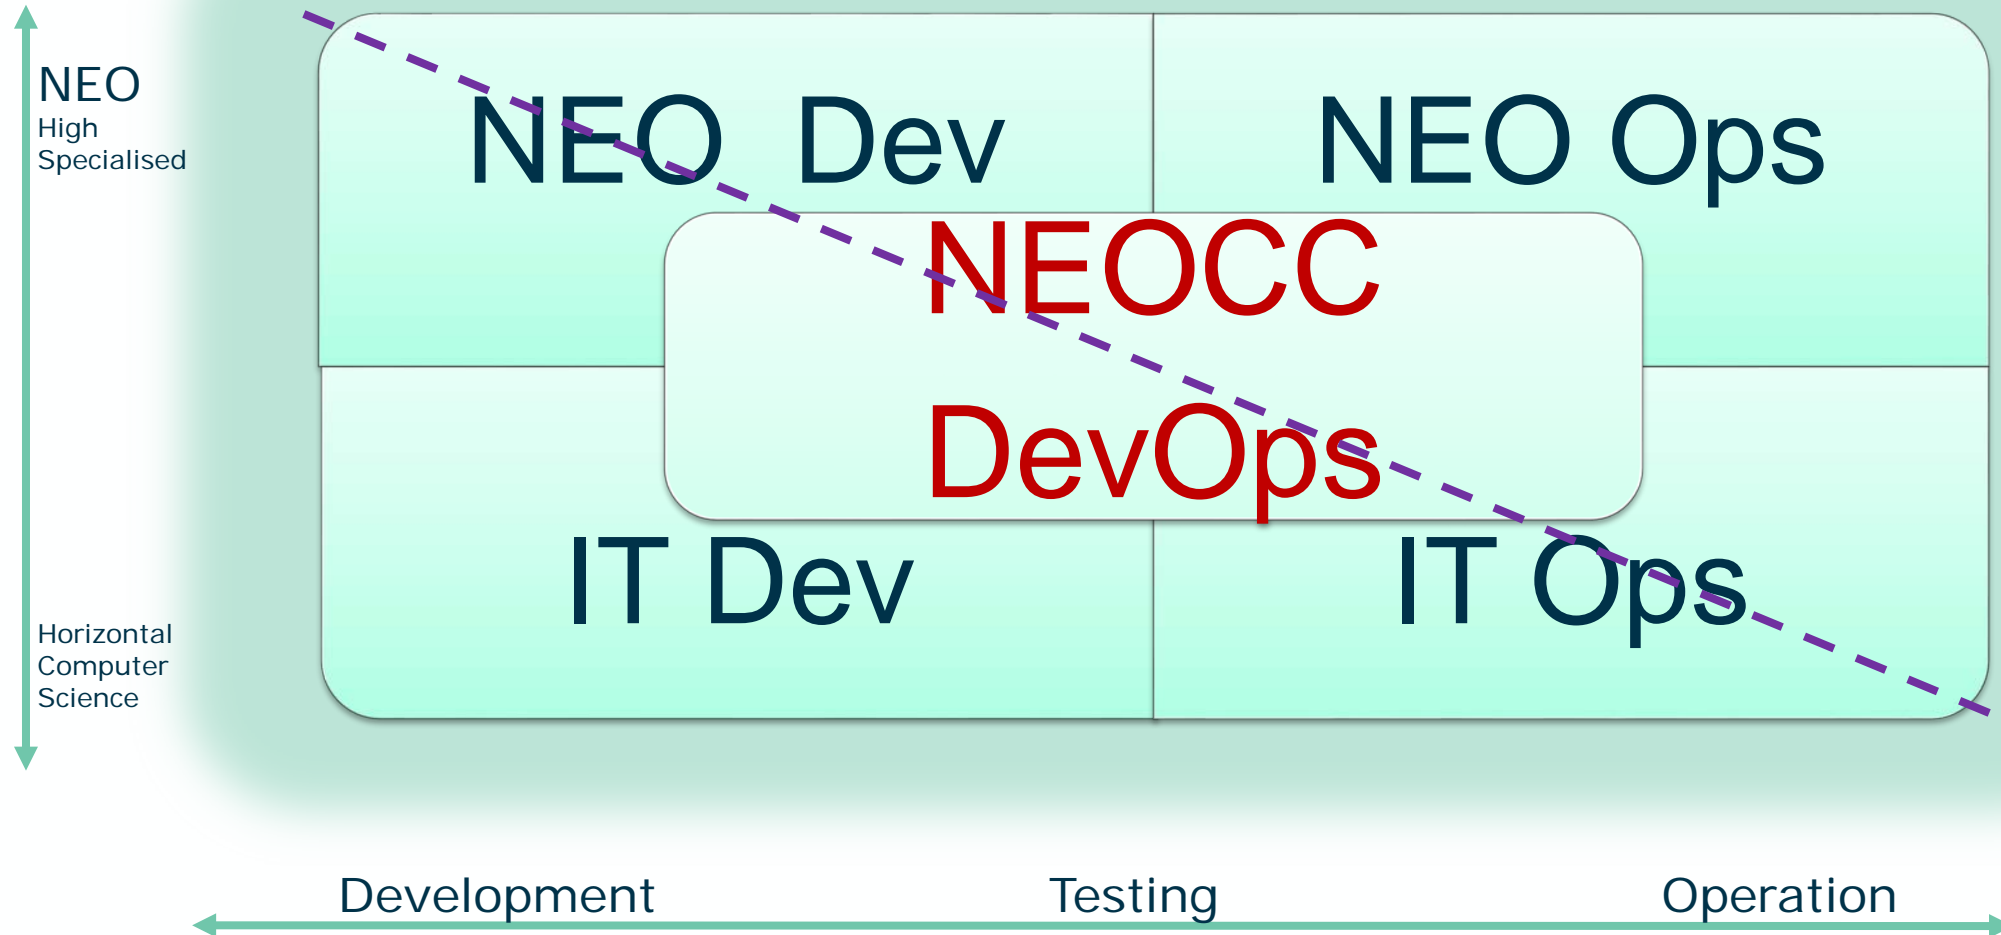 NEO
High
Specialised
NEO Dev
NEO Ops
NEOCC
DevOps
IT Dev
IT Ops
Horizontal
Computer
Science
Development
Testing
Operation